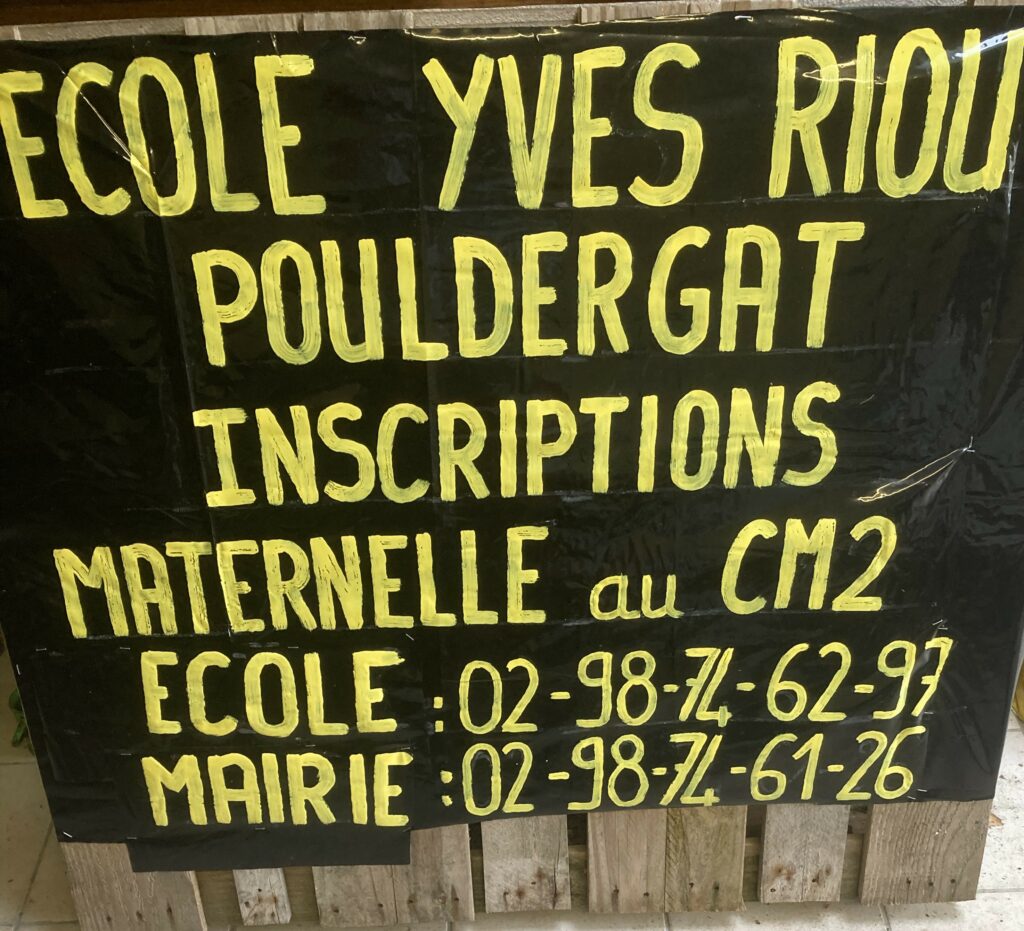 ECOLE YVES RIOU
POULDERGAT
INSCRIPTIONS
MATERNELLE au CM2
ECOLE : 02-98-74-62-97
MAIRIE : 02-98-74-61-26